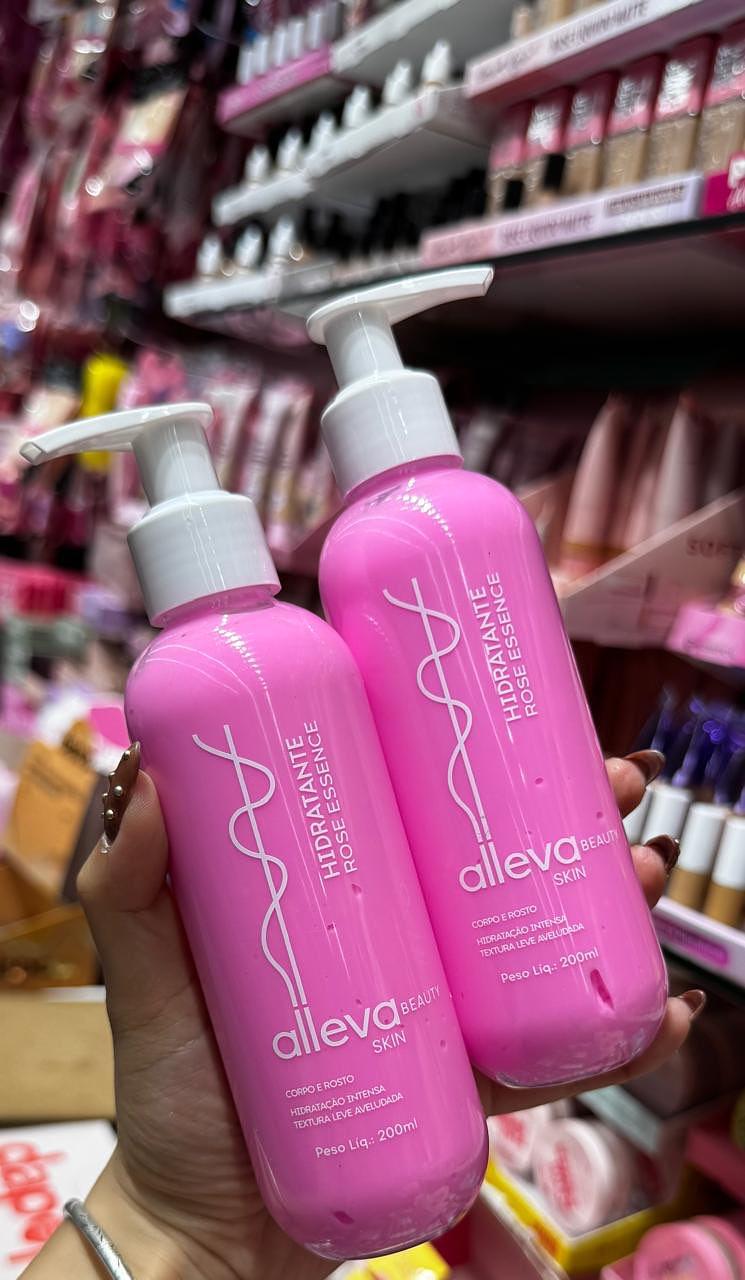 HIDRATANTE
ROSE ESSENCE
alleva BEAUTY
SKIN
CORPO E ROSTO
HIDRATAÇÃO INTENSA
TEXTURA LEVE AVELUDADA
Peso Liq.: 200ml
HIDRATANTE
ROSE ESSENCE
alleva BEAUTY
SKIN
CORPO E ROSTO
HIDRATAÇÃO INTENSA
TEXTURA LEVE AVELUDADA
Peso Liq.: 200ml